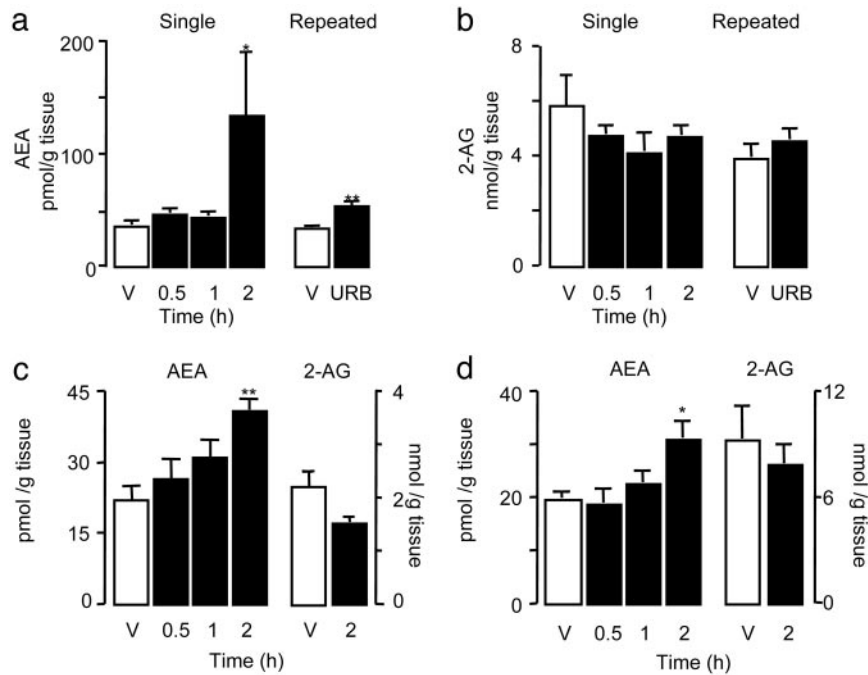 a
Single
Repeated
200
100
0
AEA
pmol/g tissue
*
**
V 0.5 1 2
V URB
Time (h)
b
Single
Repeated
8
4
0
2-AG
nmol/g tissue
V 0.5 1 2
V URB
Time (h)
c
AEA
2-AG
45
30
15
0
pmol /g tissue
**
4
2
0
nmol /g tissue
V 0.5 1 2
V 2
Time (h)
d
AEA
2-AG
40
30
20
10
0
pmol /g tissue
*
12
6
0
nmol /g tissue
V 0.5 1 2
V 2
Time (h)